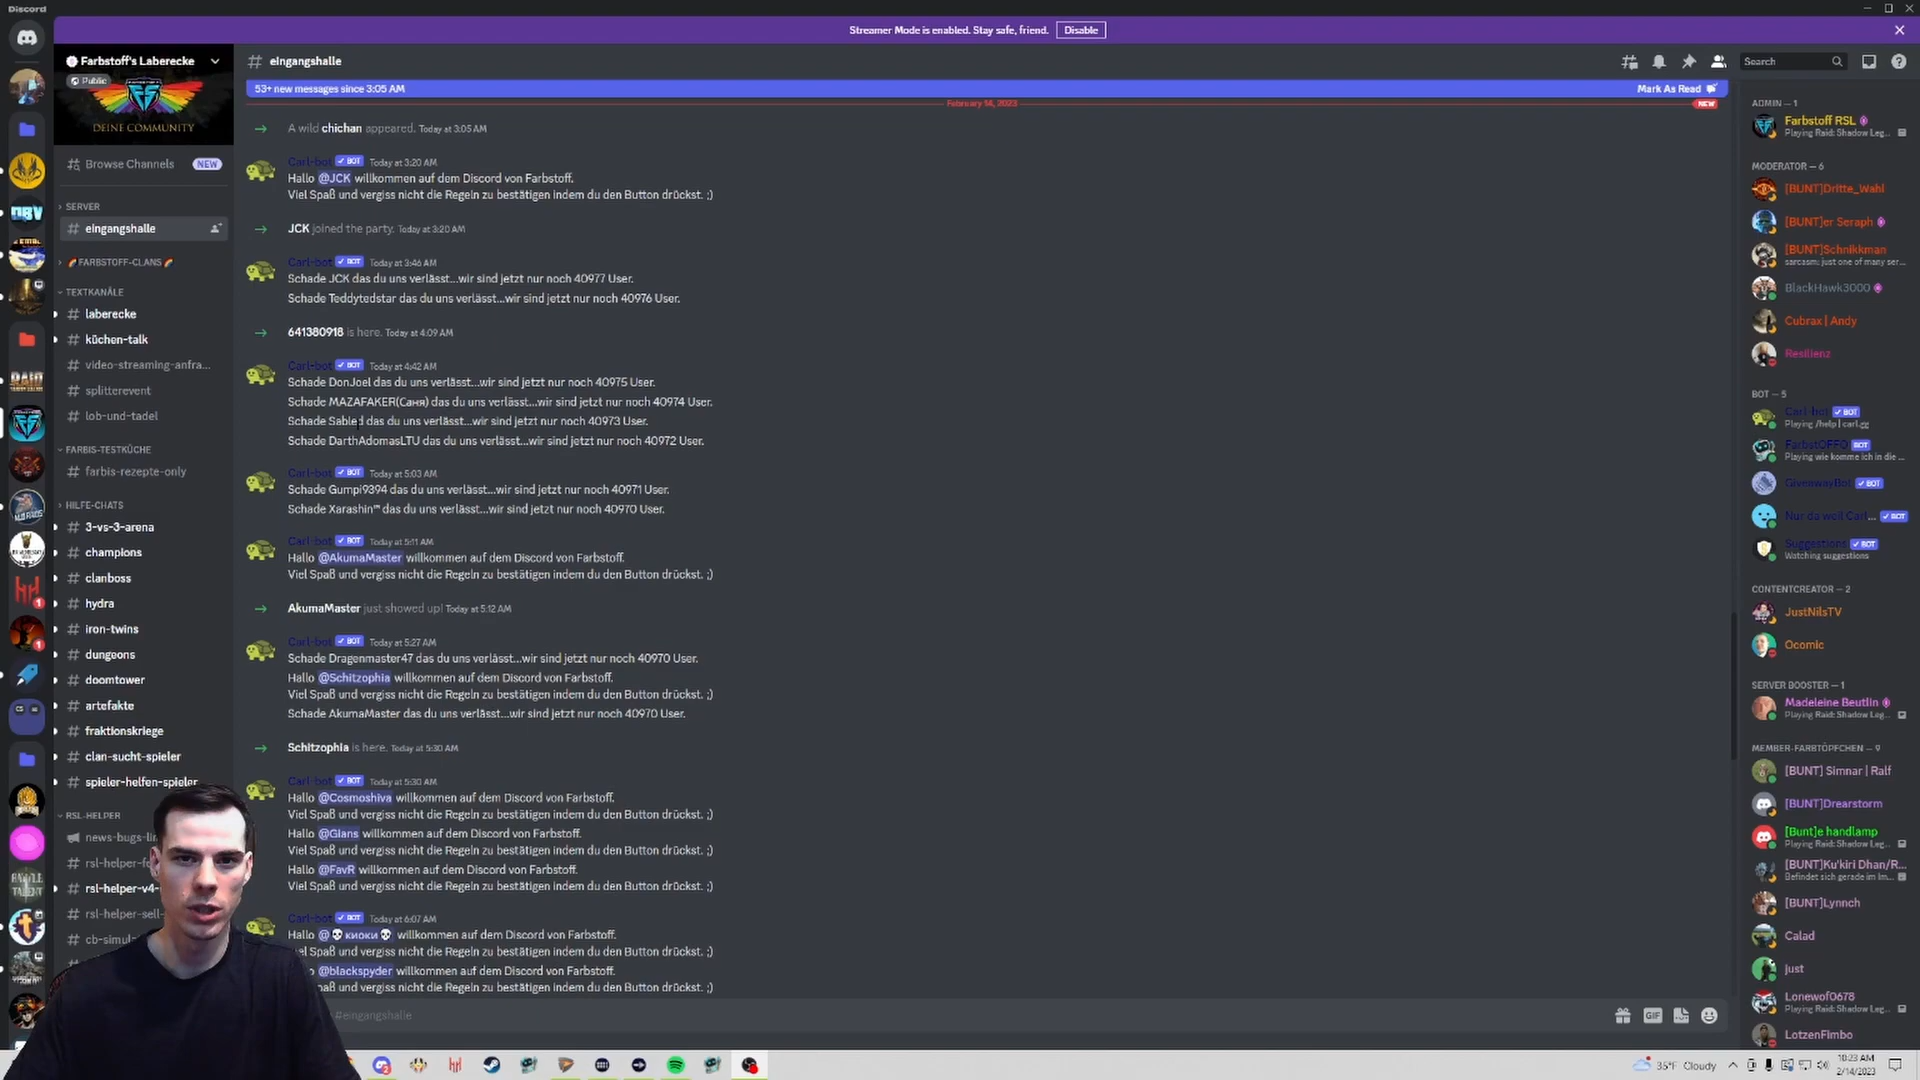 Discord
Streamer Mode is enabled. Stay safe, friend.
Disable
Farbstoff's Laberecke
Public
DEINE COMMUNITY
Browse Channels
NEW
SERVER
eingangshalle
FARBSTOFF-CLANS
TEXTKANÄLE
laberecke
küchen-talk
video-streaming-anfra...
splitterevent
lob-und-tadel
FARBIS-TESTKÜCHE
farbis-rezepte-only
HILFE-CHATS
3-vs-3-arena
champions
clanboss
hydra
iron-twins
dungeons
doomtower
artefakte
fraktionskriege
clan-sucht-spieler
spieler-helfen-spieler
RSL-HELPER
eingangshalle
Search
53+ new messages since 3:05 AM
Mark As Read
February 14, 2023
NEW
A wild chichan appeared. Today at 3:05 AM
Carl-bot BOT Today at 3:20 AM
Hallo @JCK willkommen auf dem Discord von Farbstoff.
Viel Spaß und vergiss nicht die Regeln zu bestätigen indem du den Button drückst. ;)
JCK joined the party. Today at 3:20 AM
Carl-bot BOT Today at 3:46 AM
Schade JCK das du uns verlässt...wir sind jetzt nur noch 40977 User.
Schade Teddytedstar das du uns verlässt...wir sind jetzt nur noch 40976 User.
641380918 is here. Today at 4:09 AM
Carl-bot BOT Today at 4:42 AM
Schade DonJoel das du uns verlässt...wir sind jetzt nur noch 40975 User.
Schade MAZAFAKER(Саня) das du uns verlässt...wir sind jetzt nur noch 40974 User.
Schade Sable das du uns verlässt...wir sind jetzt nur noch 40973 User.
Schade DarthAdomasLTU das du uns verlässt...wir sind jetzt nur noch 40972 User.
Carl-bot BOT Today at 5:03 AM
Schade Gumpi9394 das du uns verlässt...wir sind jetzt nur noch 40971 User.
Schade Xarashin™ das du uns verlässt...wir sind jetzt nur noch 40970 User.
Carl-bot BOT Today at 5:11 AM
Hallo @AkumaMaster willkommen auf dem Discord von Farbstoff.
Viel Spaß und vergiss nicht die Regeln zu bestätigen indem du den Button drückst. ;)
AkumaMaster just showed up! Today at 5:12 AM
Carl-bot BOT Today at 5:27 AM
Schade Dragenmaster47 das du uns verlässt...wir sind jetzt nur noch 40970 User.
Hallo @Schitzophia willkommen auf dem Discord von Farbstoff.
Viel Spaß und vergiss nicht die Regeln zu bestätigen indem du den Button drückst. ;)
Schade AkumaMaster das du uns verlässt...wir sind jetzt nur noch 40970 User.
Schitzophia is here. Today at 5:30 AM
Carl-bot BOT Today at 5:30 AM
Hallo @Cosmoshiva willkommen auf dem Discord von Farbstoff.
Viel Spaß und vergiss nicht die Regeln zu bestätigen indem du den Button drückst. ;)
Hallo @Glans willkommen auf dem Discord von Farbstoff.
Viel Spaß und vergiss nicht die Regeln zu bestätigen indem du den Button drückst. ;)
Hallo @FavR willkommen auf dem Discord von Farbstoff.
Viel Spaß und vergiss nicht die Regeln zu bestätigen indem du den Button drückst. ;)
Carl-bot BOT Today at 6:07 AM
Hallo @💀киоки💀 willkommen auf dem Discord von Farbstoff.
Spaß und vergiss nicht die Regeln zu bestätigen indem du den Button drückst. ;)
@blackspyder willkommen auf dem Discord von Farbstoff.
und vergiss nicht die Regeln zu bestätigen indem du den Button drückst. ;)
#eingangshalle
GIF
ADMIN — 1
Farbstoff RSL
Playing Raid: Shadow Leg...
MODERATOR — 6
[BUNT]Dritte_Wahl
[BUNT]er Seraph
[BUNT]Schnikkman
sarcasm: just one of many ser...
BlackHawk3000
Cubrax | Andy
Resilienz
BOT — 5
Carl-bot BOT
Playing /help | carl.gg
FarbstOFFO BOT
Playing wie komme ich in die ...
GiveawayBot BOT
Nur da weil Carl... BOT
Suggestions BOT
Watching suggestions
CONTENTCREATOR — 2
JustNilsTV
Ocomic
SERVER BOOSTER — 1
Madeleine Beutlin
Playing Raid: Shadow Leg...
MEMBER-FARBTÖPFCHEN — 9
[BUNT] Simnar | Ralf
[BUNT]Drearstorm
[Bunt]e handlamp
Playing Raid: Shadow Leg...
[BUNT]Ku'kiri Dhan/R...
Befindet sich gerade im Im...
[BUNT]Lynnch
Calad
just
Lonewolf0678
Playing Raid: Shadow Leg...
LotzenFimbo
35°F Cloudy
10:23 AM
2/14/2023